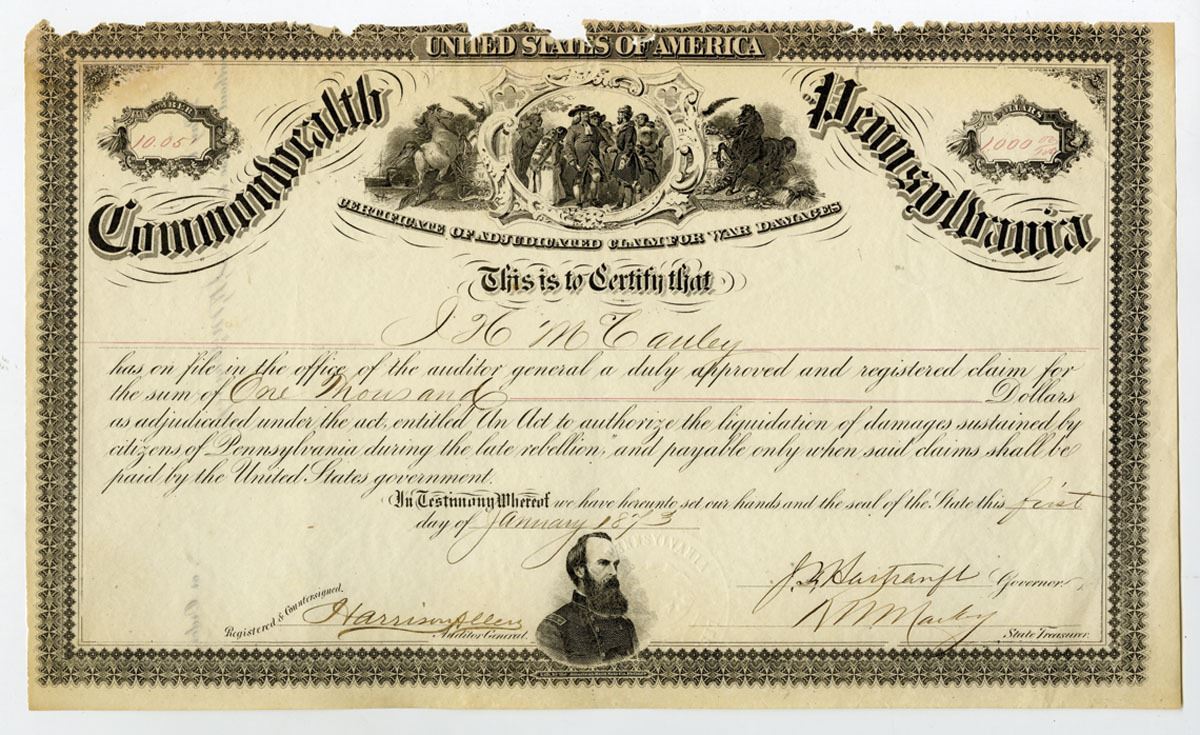 UNITED STATES OF AMERICA
Commonwealth Pennsylvania
NUMBER
10.05
DOLLARS
1000 00/100
CERTIFICATE OF ADJUDICATED CLAIM FOR WAR DAMAGES
This is to Certify that
J H McCauley
has on file in the office of the auditor general a duly approved and registered claim for
the sum of One Thousand Dollars
as adjudicated under the act, entitled "An Act to authorize the liquidation of damages sustained by
citizens of Pennsylvania during the late rebellion," and payable only when said claims shall be
paid by the United States government.
In Testimony Whereof we have hereunto set our hands and the seal of the State this first
day of January 1873
J F Hartranft Governor.
Registered & Countersigned.
Harrison Allen
Auditor General.
R W Mackey
State Treasurer.